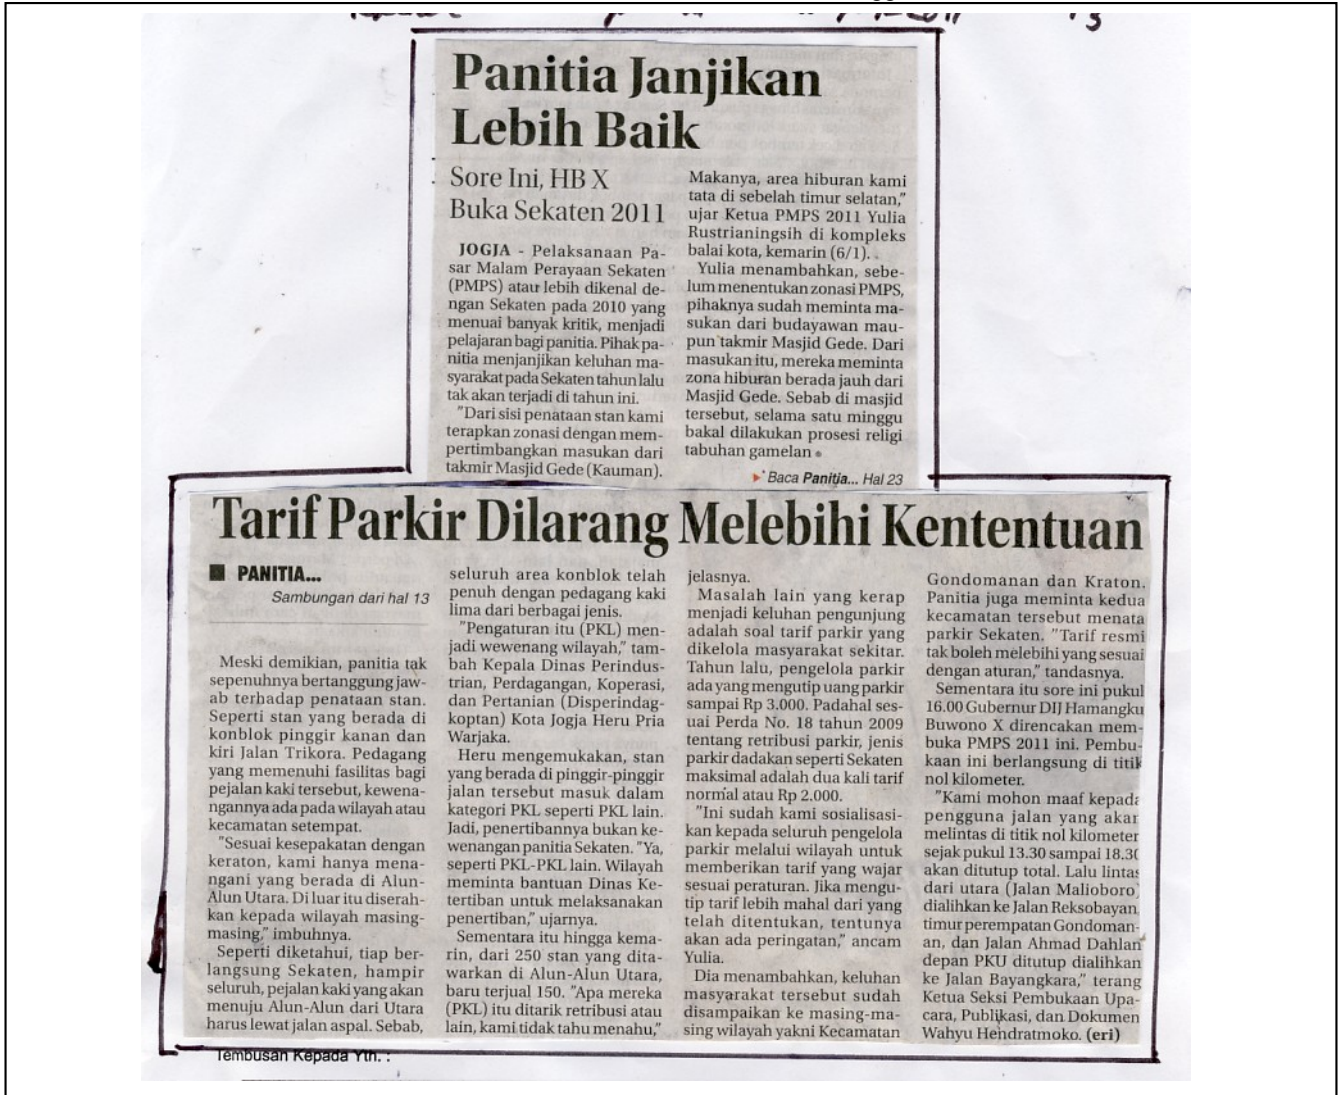 2011
13
Panitia Janjikan
Lebih Baik
Sore Ini, HB X
Buka Sekaten 2011
JOGJA - Pelaksanaan Pa-
sar Malam Perayaan Sekaten
(PMPS) atau lebih dikenal de-
ngan Sekaten pada 2010 yang
menuai banyak kritik, menjadi
pelajaran bagi panitia. Pihak pa-
nitia menjanjikan keluhan ma-
syarakat pada Sekaten tahun lalu
tak akan terjadi di tahun ini.
"Dari sisi penataan stan kami
terapkan zonasi dengan mem-
pertimbangkan masukan dari
takmir Masjid Gede (Kauman).
Makanya, area hiburan kami
tata di sebelah timur selatan,"
ujar Ketua PMPS 2011 Yulia
Rustrianingsih di kompleks
balai kota, kemarin (6/1).
Yulia menambahkan, sebe-
lum menentukan zonasi PMPS,
pihaknya sudah meminta ma-
sukan dari budayawan mau-
pun takmir Masjid Gede. Dari
masukan itu, mereka meminta
zona hiburan berada jauh dari
Masjid Gede. Sebab di masjid
tersebut, selama satu minggu
bakal dilakukan prosesi religi
tabuhan gamelan
Baca Panitia... Hal 23
Tarif Parkir Dilarang Melebihi Kententuan
PANITIA...
Sambungan dari hal 13
Meski demikian, panitia tak
sepenuhnya bertanggung jaw-
ab terhadap penataan stan.
Seperti stan yang berada di
konblok pinggir kanan dan
kiri Jalan Trikora. Pedagang
yang memenuhi fasilitas bagi
pejalan kaki tersebut, kewena-
ngannya ada pada wilayah atau
kecamatan setempat.
"Sesuai kesepakatan dengan
keraton, kami hanya mena-
ngani yang berada di Alun-
Alun Utara. Di luar itu diserah-
kan kepada wilayah masing-
masing," imbuhnya.
Seperti diketahui, tiap ber-
langsung Sekaten, hampir
seluruh, pejalan kaki yang akan
menuju Alun-Alun dari Utara
harus lewat jalan aspal. Sebab,
seluruh area konblok telah
penuh dengan pedagang kaki
lima dari berbagai jenis.
"Pengaturan itu (PKL) men-
jadi wewenang wilayah," tam-
bah Kepala Dinas Perindus-
trian, Perdagangan, Koperasi,
dan Pertanian (Disperindag-
koptan) Kota Jogja Heru Pria
Warjaka.
Heru mengemukakan, stan
yang berada di pinggir-pinggir
jalan tersebut masuk dalam
kategori PKL seperti PKL lain.
Jadi, penertibannya bukan ke-
wenangan panitia Sekaten. "Ya,
seperti PKL-PKL lain. Wilayah
meminta bantuan Dinas Ke-
tertiban untuk melaksanakan
penertiban," ujarnya.
Sementara itu hingga kema-
rin, dari 250 stan yang dita-
warkan di Alun-Alun Utara,
baru terjual 150. "Apa mereka
(PKL) itu ditarik retribusi atau
lain, kami tidak tahu menahu,"
jelasnya.
Masalah lain yang kerap
menjadi keluhan pengunjung
adalah soal tarif parkir yang
dikelola masyarakat sekitar.
Tahun lalu, pengelola parkir
ada yang mengutip uang parkir
sampai Rp 3.000. Padahal ses-
uai Perda No. 18 tahun 2009
tentang retribusi parkir, jenis
parkir dadakan seperti Sekaten
maksimal adalah dua kali tarif
normal atau Rp 2.000.
"Ini sudah kami sosialisasi-
kan kepada seluruh pengelola
parkir melalui wilayah untuk
memberikan tarif yang wajar
sesuai peraturan. Jika mengu-
tip tarif lebih mahal dari yang
telah ditentukan, tentunya
akan ada peringatan," ancam
Yulia.
Dia menambahkan, keluhan
masyarakat tersebut sudah
disampaikan ke masing-ma-
sing wilayah yakni Kecamatan
Gondomanan dan Kraton.
Panitia juga meminta kedua
kecamatan tersebut menata
parkir Sekaten. "Tarif resmi
tak boleh melebihi yang sesuai
dengan aturan," tandasnya.
Sementara itu sore ini pukul
16.00 Gubernur DIJ Hamangku
Buwono X direncakan mem-
buka PMPS 2011 ini. Pembu-
kaan ini berlangsung di titik
nol kilometer.
"Kami mohon maaf kepada
pengguna jalan yang akan
melintas di titik nol kilometer
sejak pukul 13.30 sampai 18.30
akan ditutup total. Lalu lintas
dari utara (Jalan Malioboro)
dialihkan ke Jalan Reksobayan,
timur perempatan Gondoman-
an, dan Jalan Ahmad Dahlan
depan PKU ditutup dialihkan
ke Jalan Bayangkara," terang
Ketua Seksi Pembukaan Upa-
cara, Publikasi, dan Dokumen
Wahyu Hendratmoko. (eri)
Tembusan Kepada Yth. :